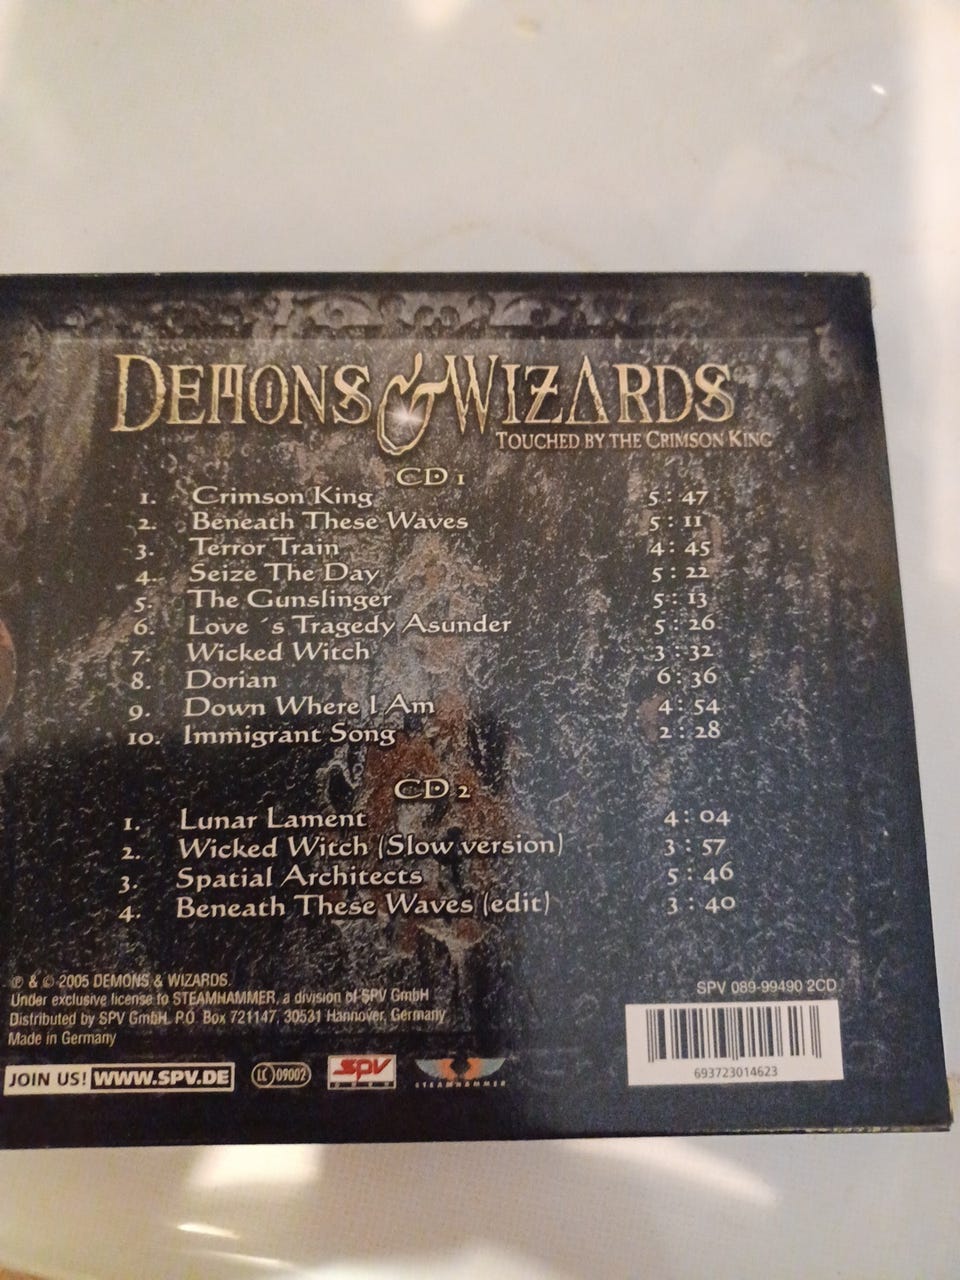 DEMONS & WIZARDS
TOUCHED BY THE CRIMSON KING
CD 1
1. Crimson King 5:47
2. Beneath These Waves 5:11
3. Terror Train 4:45
4. Seize The Day 5:22
5. The Gunslinger 5:13
6. Love ´s Tragedy Asunder 5:26
7. Wicked Witch 3:32
8. Dorian 6:36
9. Down Where I Am 4:54
10. Immigrant Song 2:28
CD 2
1. Lunar Lament 4:04
2. Wicked Witch (Slow version) 3:57
3. Spatial Architects 5:46
4. Beneath These Waves (edit) 3:40
℗ & © 2005 DEMONS & WIZARDS.
Under exclusive license to STEAMHAMMER, a division of SPV GmbH
Distributed by SPV GmbH. P.O. Box 721147, 30531 Hannover, Germany
Made in Germany
SPV 089-99490 2CD
JOIN US! WWW.SPV.DE
LC 09002
SPV
STEAMHAMMER
693723014623